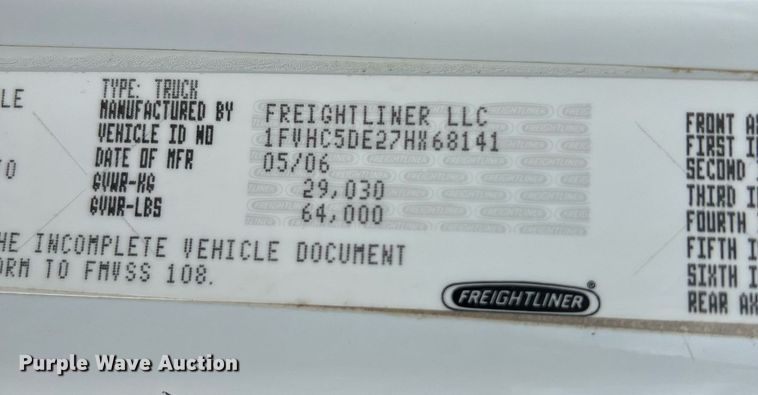 LE
TYPE: TRUCK
MANUFACTURED BY FREIGHTLINER LLC
VEHICLE ID NO 1FVHC5DE27HX68141
DATE OF MFR 05/06
GVWR-KG 29,030
GVWR-LBS 64,000
HE INCOMPLETE VEHICLE DOCUMENT
ORM TO FMVSS 108.
FREIGHTLINER®
FRONT A
FIRST I
SECOND I
THIRD I
FOURTH I
FIFTH I
SIXTH I
REAR AX
Purple Wave Auction